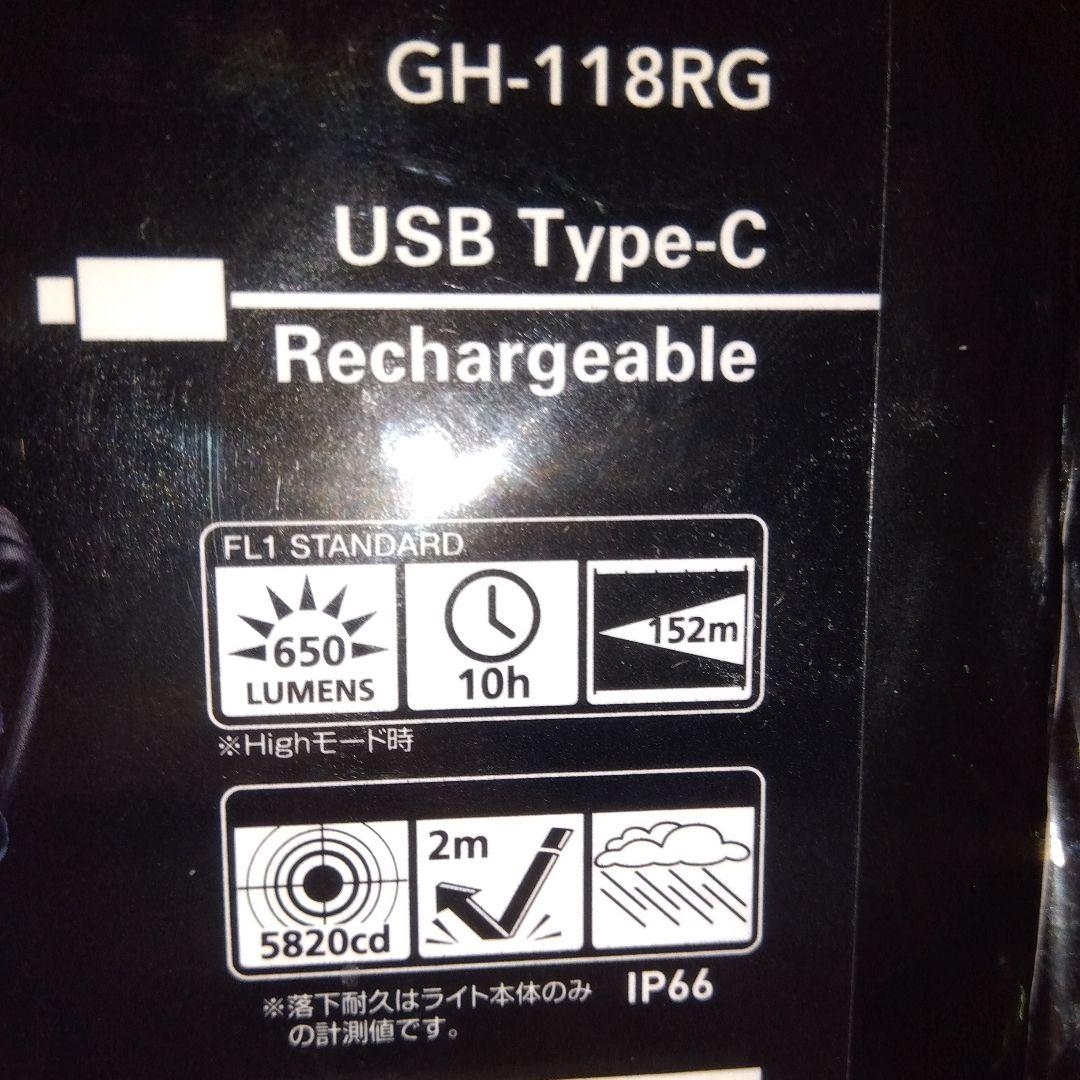 GH-118RG
USB Type-C
Rechargeable
FL1 STANDARD
650
LUMENS
10h
152m
※Highモード時
5820cd
2m
IP66
※落下耐久はライト本体のみ
の計測値です。